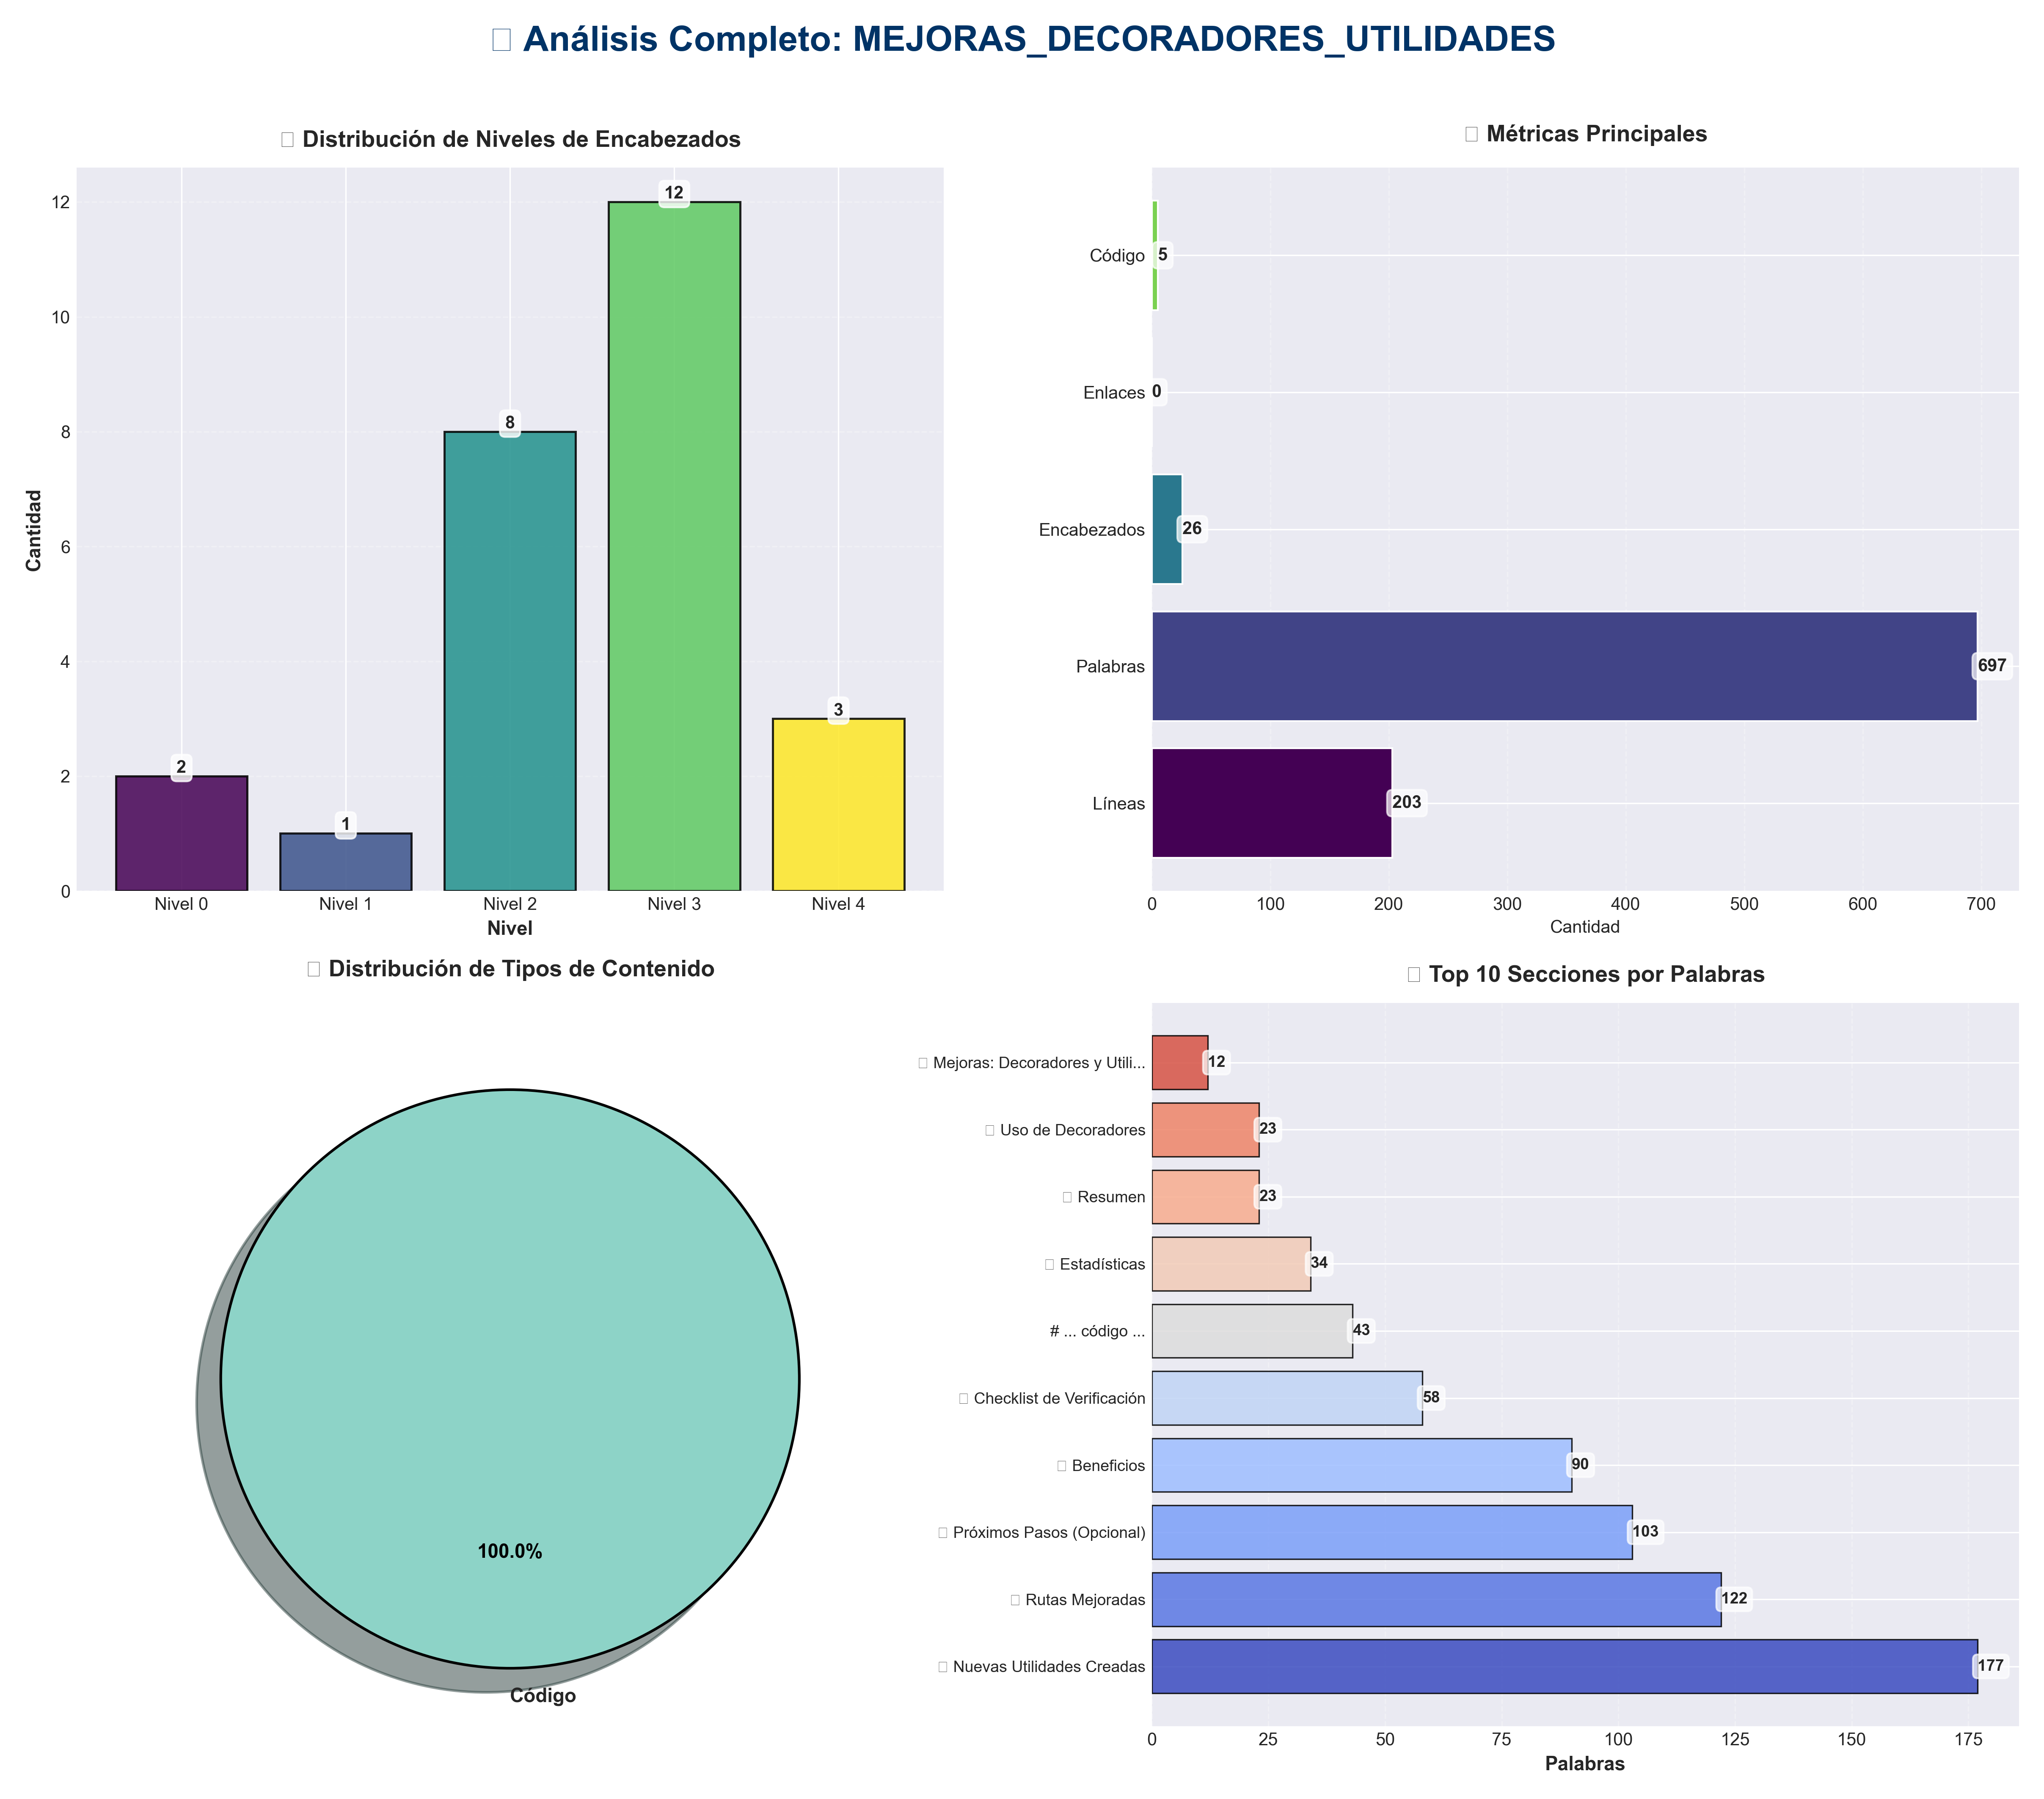 Análisis Completo: MEJORAS_DECORADORES_UTILIDADES
Distribución de Niveles de Encabezados
Cantidad
12
10
8
6
4
2
0
2
1
8
12
3
Nivel 0
Nivel 1
Nivel 2
Nivel 3
Nivel 4
Nivel
Métricas Principales
Código
5
Enlaces
0
Encabezados
26
Palabras
697
Líneas
203
0
100
200
300
400
500
600
700
Cantidad
Distribución de Tipos de Contenido
100.0%
Código
Top 10 Secciones por Palabras
Mejoras: Decoradores y Utili...
12
Uso de Decoradores
23
Resumen
23
Estadísticas
34
# ... código ...
43
Checklist de Verificación
58
Beneficios
90
Próximos Pasos (Opcional)
103
Rutas Mejoradas
122
Nuevas Utilidades Creadas
177
0
25
50
75
100
125
150
175
Palabras